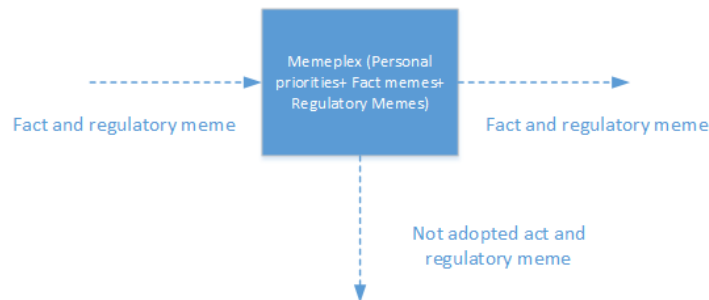 Memeplex (Personal
priorities+ Fact memes+
Regulatory Memes)
Fact and regulatory meme
Fact and regulatory meme
Not adopted act and
regulatory meme